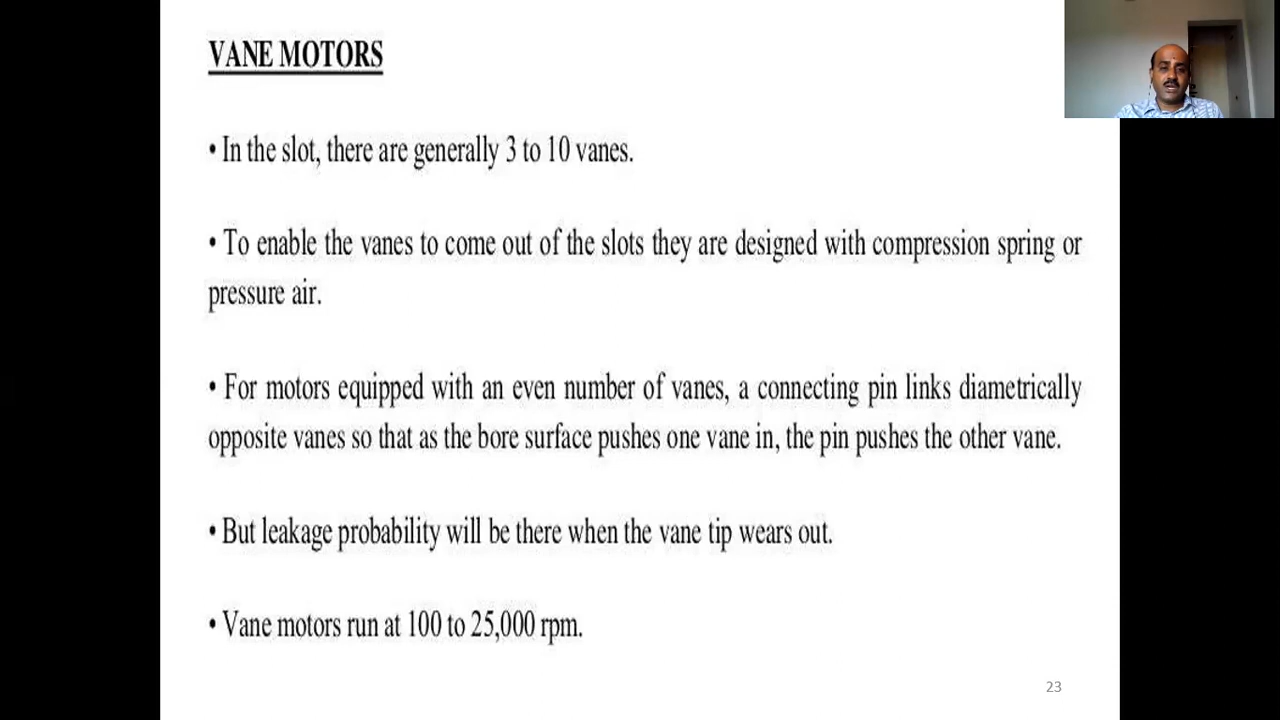 VANE MOTORS
• In the slot, there are generally 3 to 10 vanes.
• To enable the vanes to come out of the slots they are designed with compression spring or
pressure air.
• For motors equipped with an even number of vanes, a connecting pin links diametrically
opposite vanes so that as the bore surface pushes one vane in, the pin pushes the other vane.
• But leakage probability will be there when the vane tip wears out.
• Vane motors run at 100 to 25,000 rpm.
23